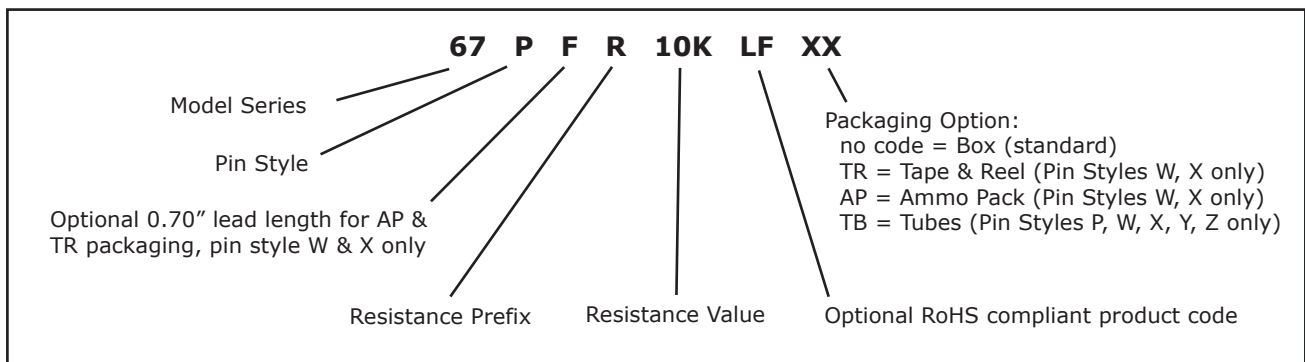 67 P F R 10K LF XX
Model Series
Pin Style
Optional 0.70” lead length for AP &
TR packaging, pin style W & X only
Resistance Prefix
Resistance Value
Optional RoHS compliant product code
Packaging Option:
no code = Box (standard)
TR = Tape & Reel (Pin Styles W, X only)
AP = Ammo Pack (Pin Styles W, X only)
TB = Tubes (Pin Styles P, W, X, Y, Z only)